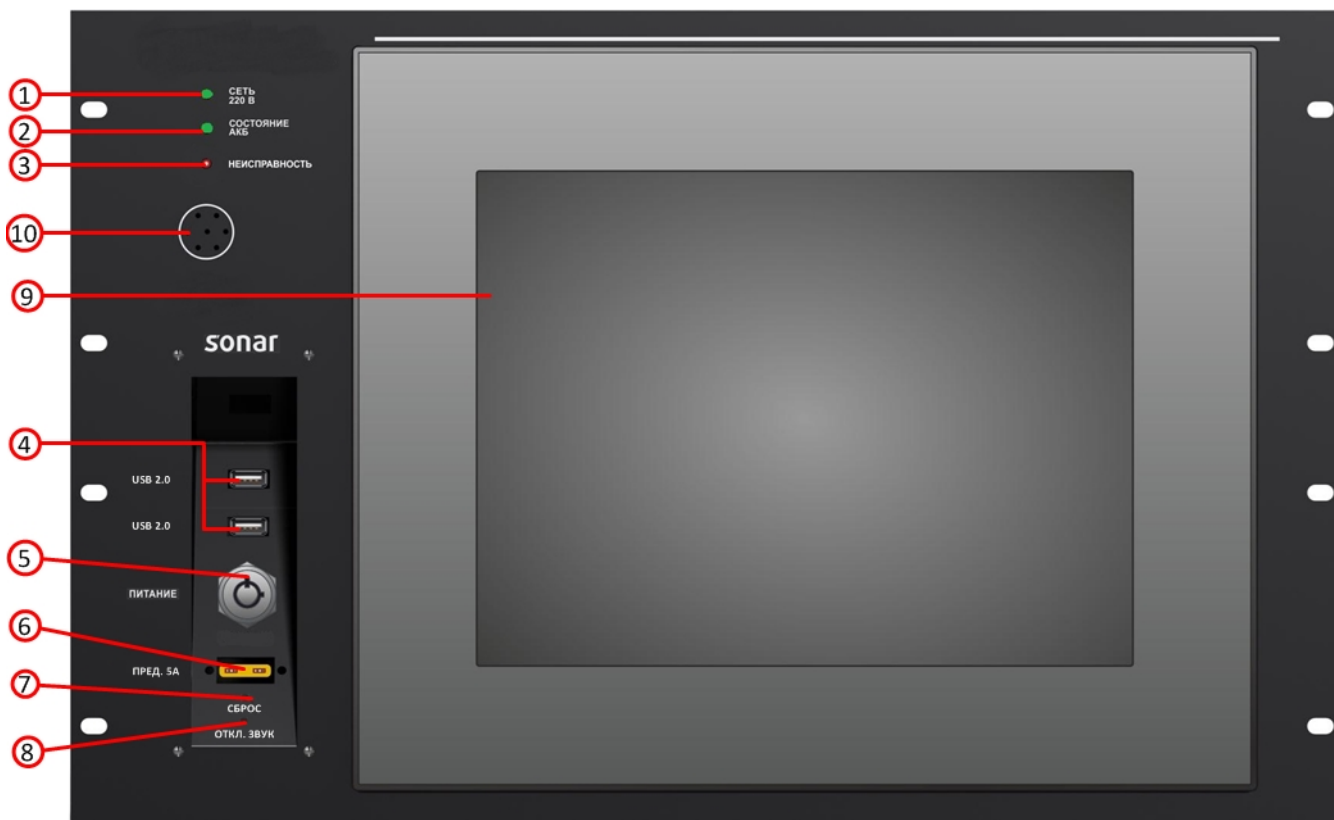 1
СЕТЬ
220 В
2
СОСТОЯНИЕ
АКБ
3
НЕИСПРАВНОСТЬ
10
9
sonar
4
USB 2.0
USB 2.0
5
ПИТАНИЕ
6
ПРЕД. 5А
7
СБРОС
ОТКЛ. ЗВУК
8